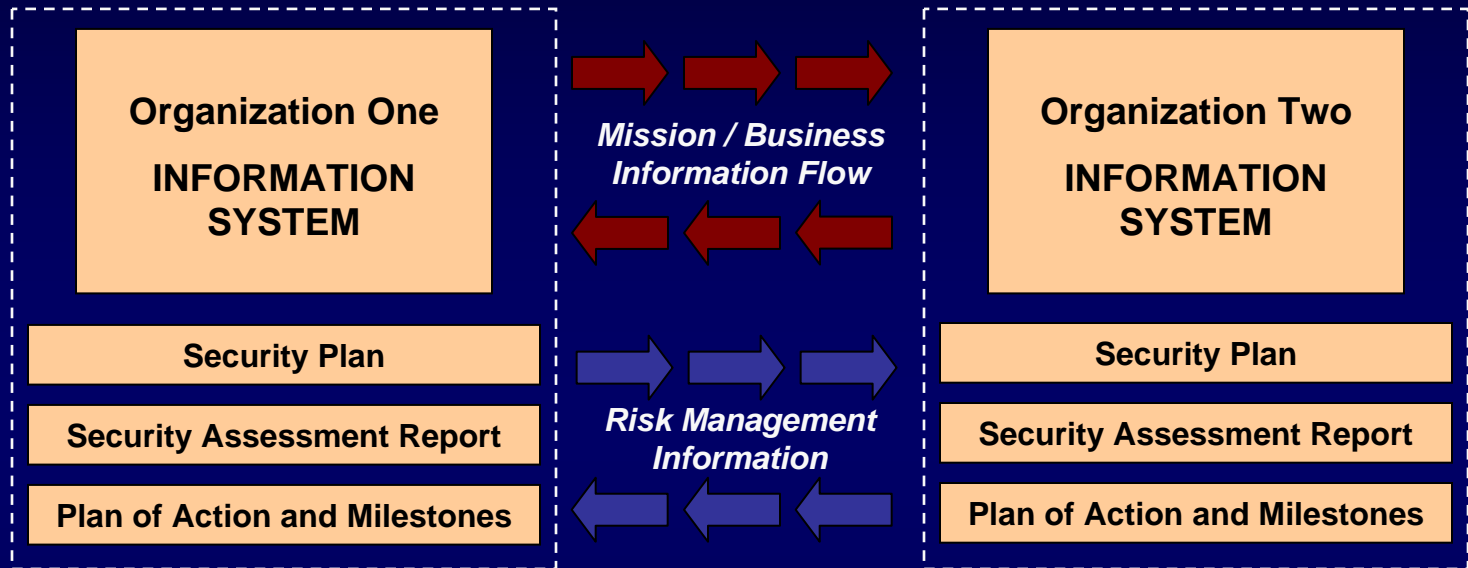 Organization One
INFORMATION
SYSTEM
Security Plan
Security Assessment Report
Plan of Action and Milestones
Mission / Business
Information Flow
Risk Management
Information
Organization Two
INFORMATION
SYSTEM
Security Plan
Security Assessment Report
Plan of Action and Milestones